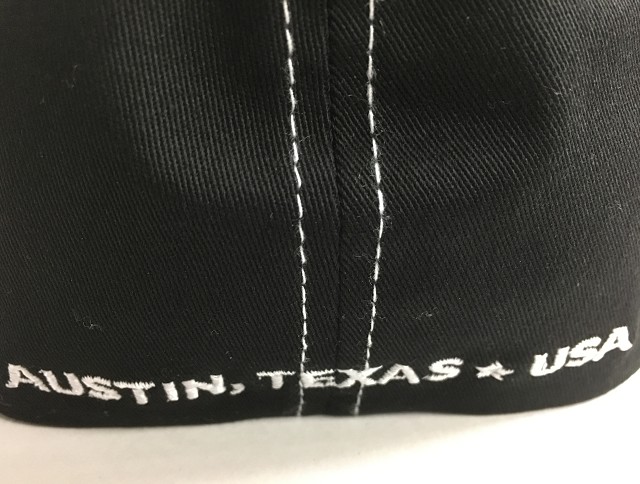 AUSTIN, TEXAS ★ USA